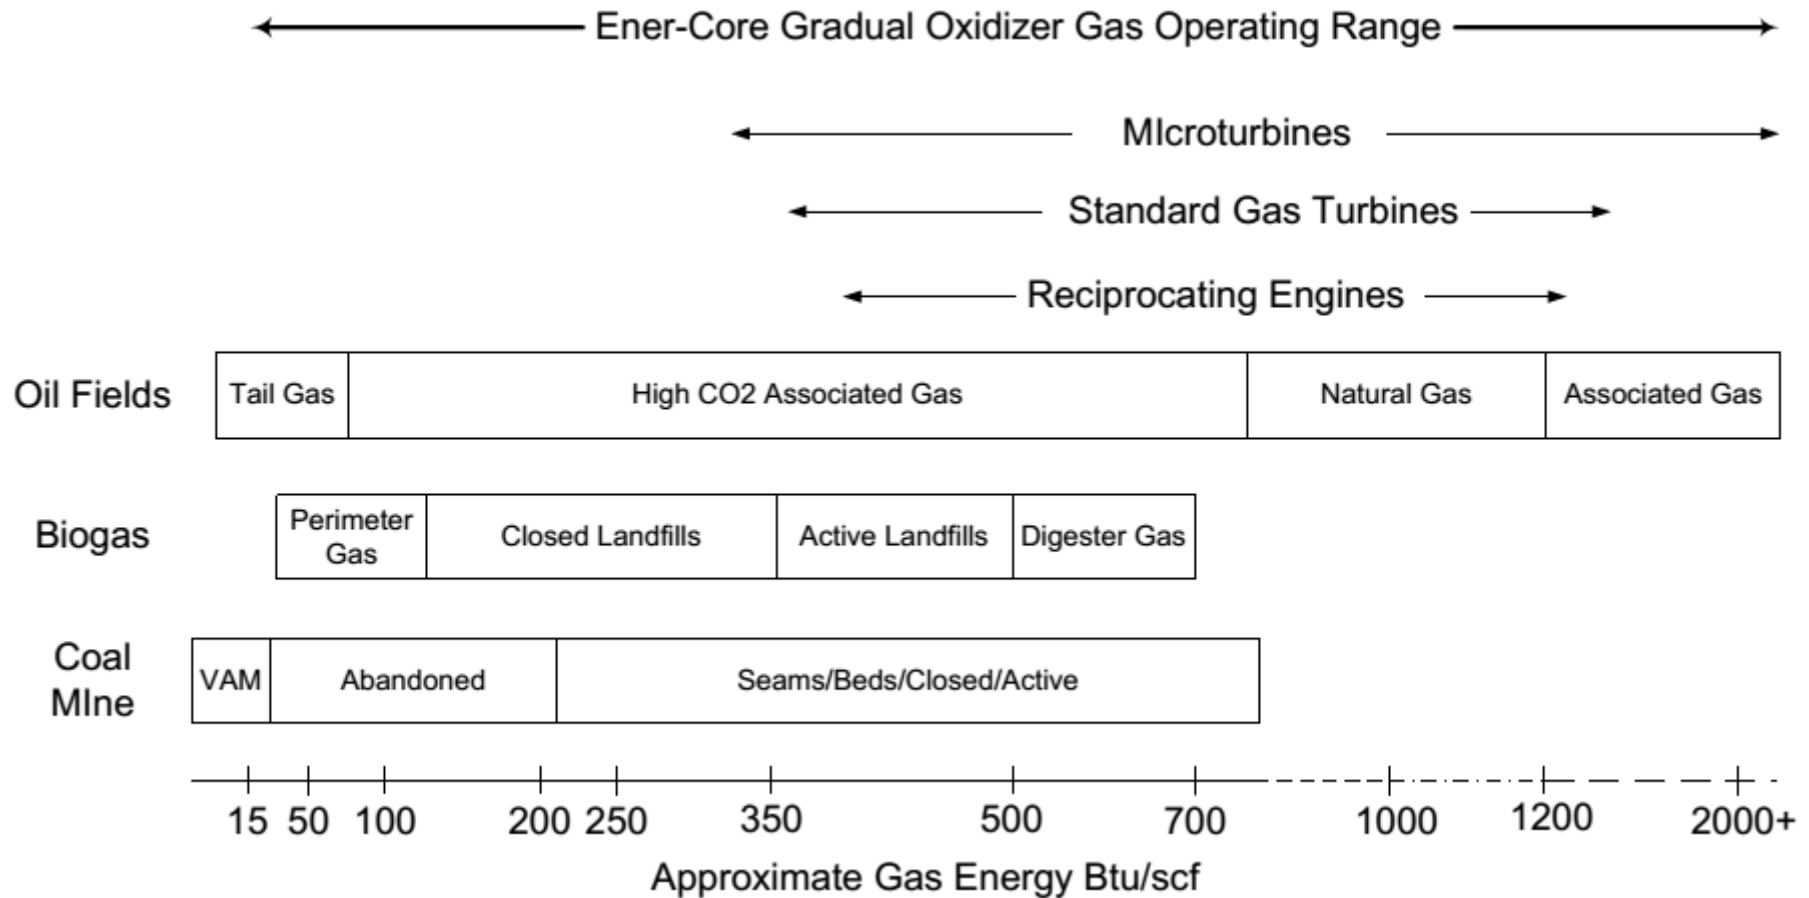 Ener-Core Gradual Oxidizer Gas Operating Range
MIcroturbines
Standard Gas Turbines
Reciprocating Engines
Oil Fields
Tail Gas
High CO2 Associated Gas
Natural Gas
Associated Gas
Biogas
Perimeter
Gas
Closed Landfills
Active Landfills
Digester Gas
Coal
MIne
VAM
Abandoned
Seams/Beds/Closed/Active
15 50 100 200 250 350 500 700 1000 1200 2000+
Approximate Gas Energy Btu/scf